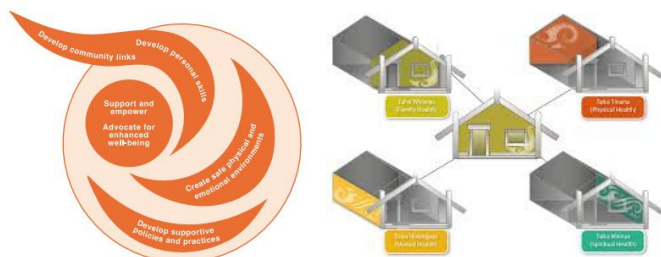 Develop community links
Develop personal skills
Support and
empower
Advocate for
enhanced
well-being
Create safe physical and
emotional environments
Develop supportive
policies and practices
Taha Whānau
(Family Health)
Taha Tinana
(Physical Health)
Taha Hinengaro
(Mental Health)
Taha Wairua
(Spiritual Health)